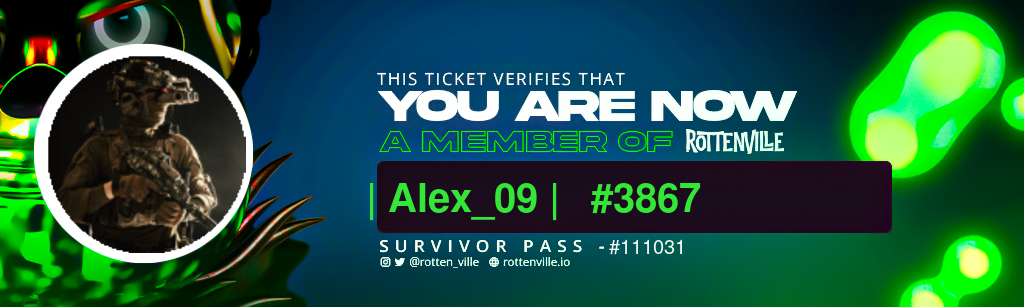 THIS TICKET VERIFIES THAT
YOU ARE NOW
A MEMBER OF ROTTENVILLE
| Alex_09 | #3867
SURVIVOR PASS - #111031
@rotten_ville rottenville.io